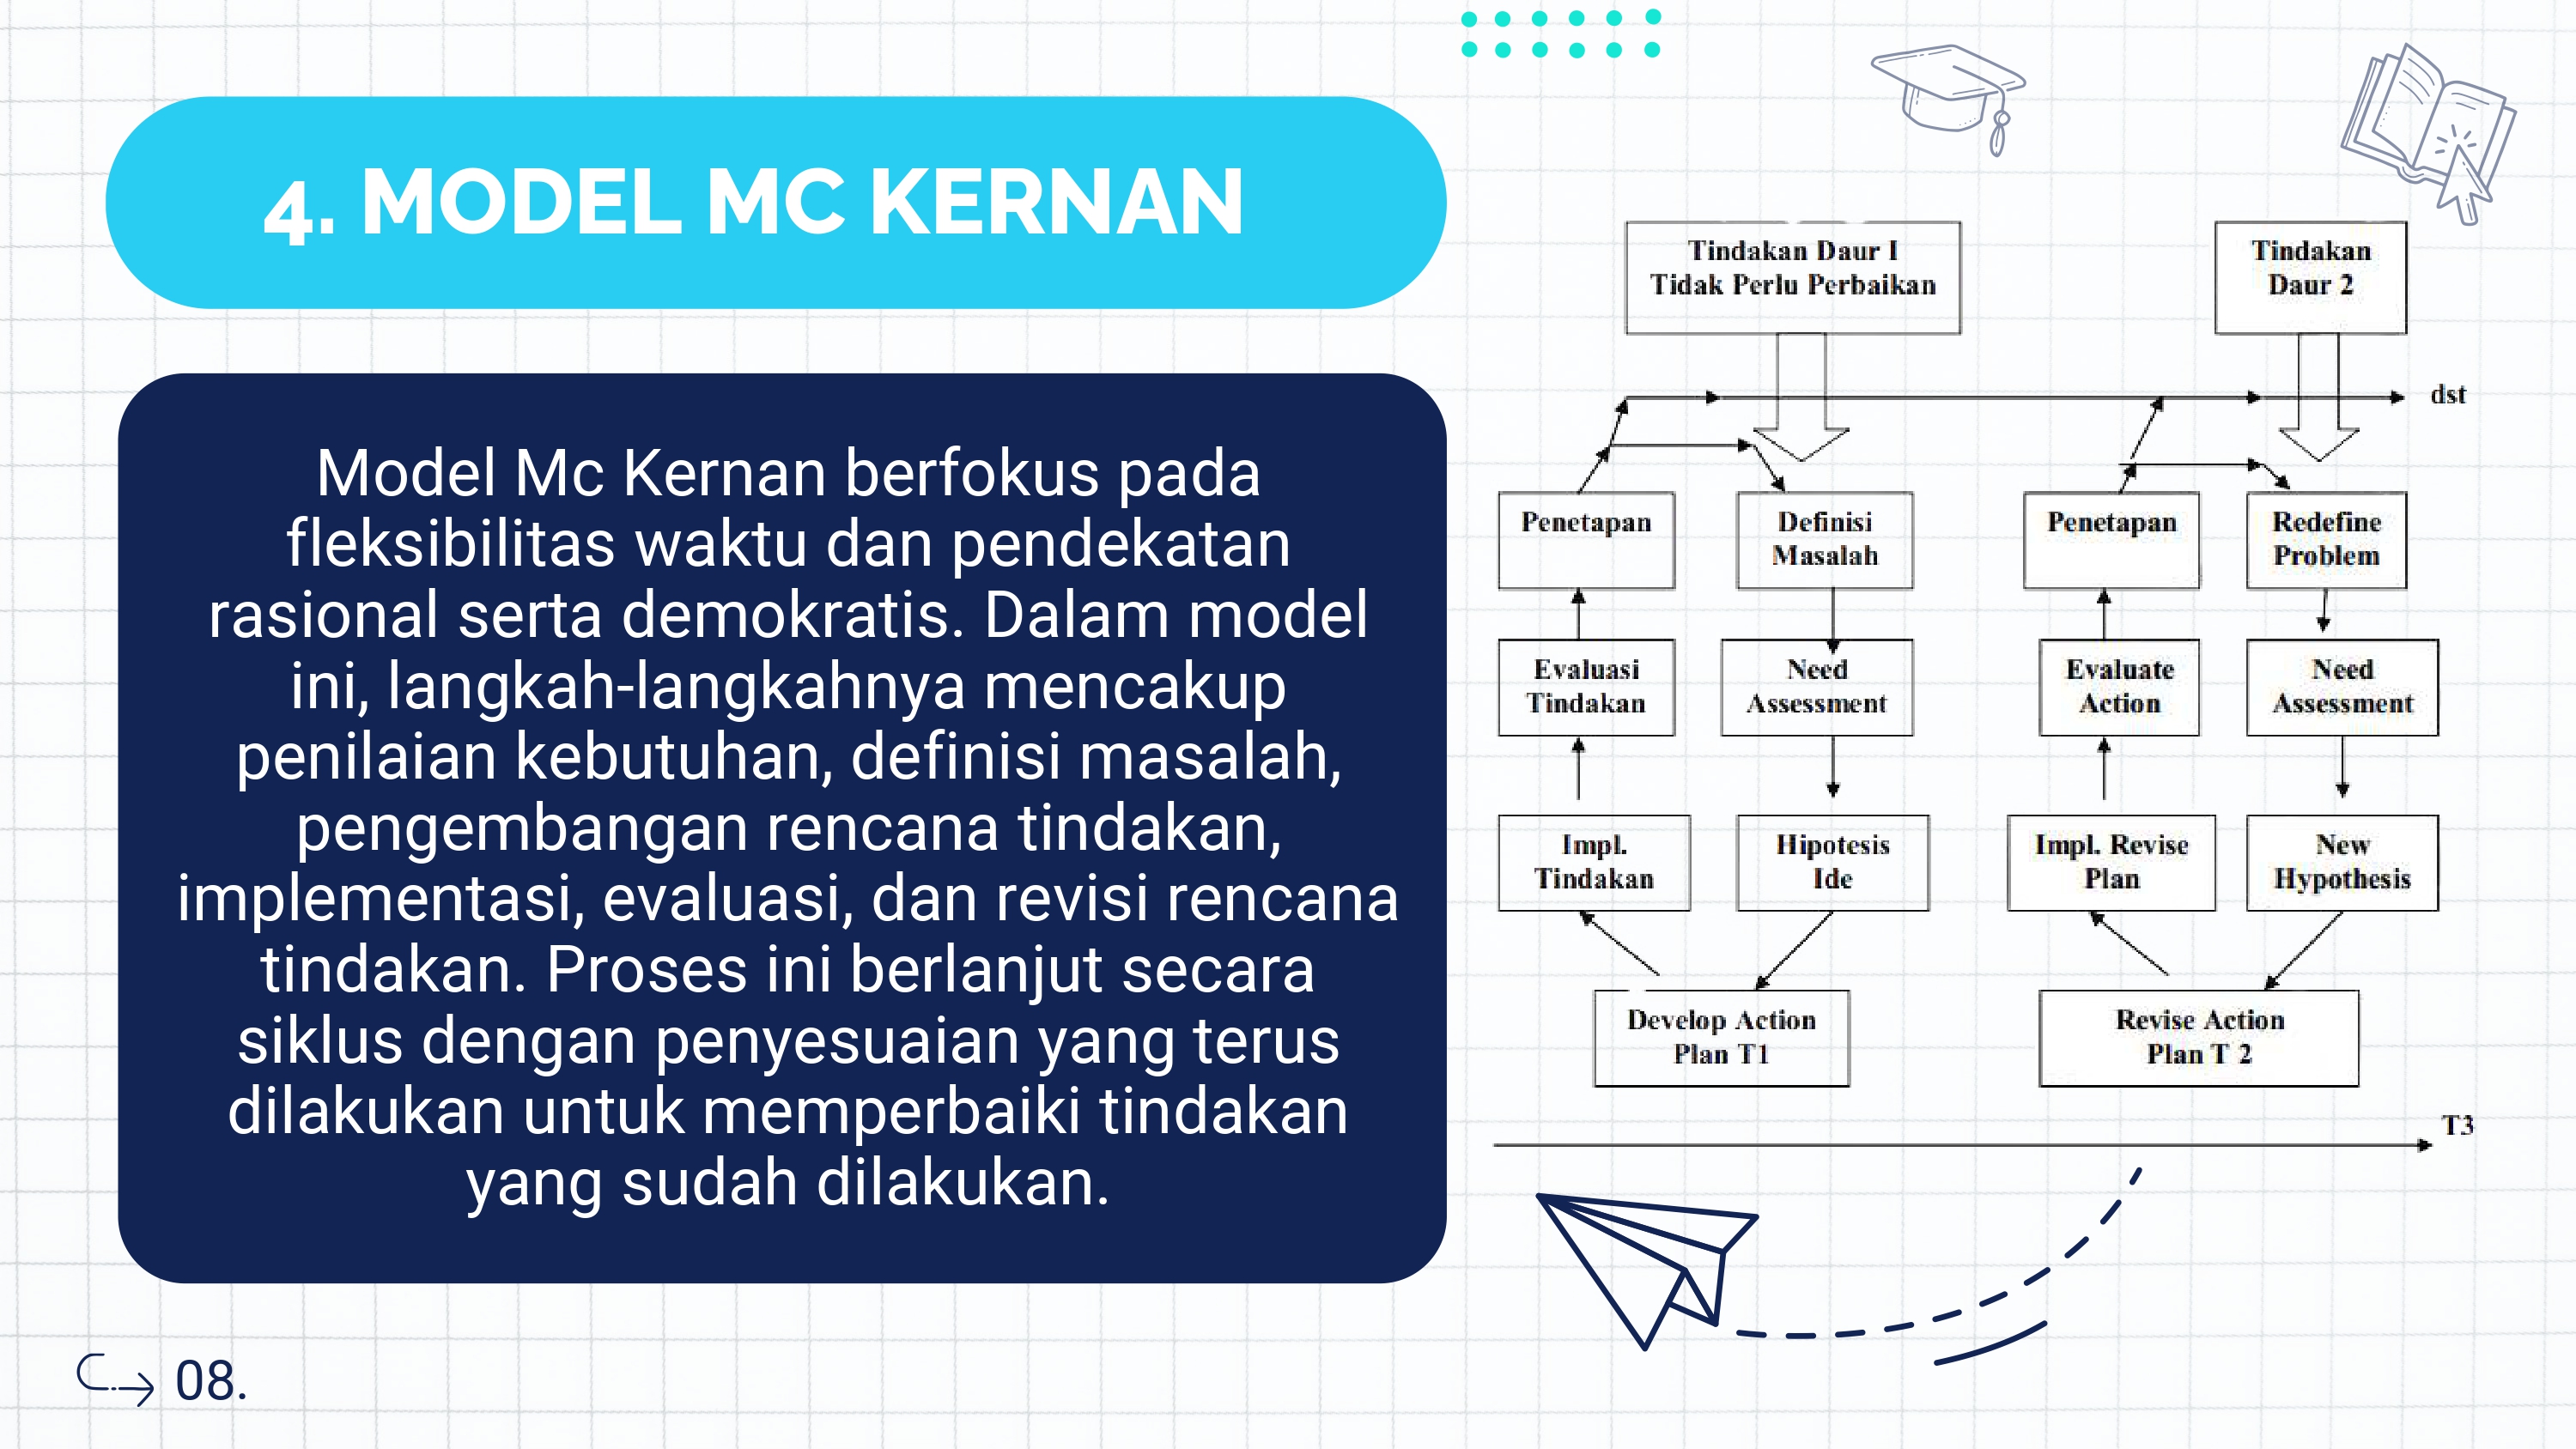 4. MODEL MC KERNAN
Model Mc Kernan berfokus pada
fleksibilitas waktu dan pendekatan
rasional serta demokratis. Dalam model
ini, langkah-langkahnya mencakup
penilaian kebutuhan, definisi masalah,
pengembangan rencana tindakan,
implementasi, evaluasi, dan revisi rencana
tindakan. Proses ini berlanjut secara
siklus dengan penyesuaian yang terus
dilakukan untuk memperbaiki tindakan
yang sudah dilakukan.
08.
Tindakan Daur I
Tidak Perlu Perbaikan
Tindakan
Daur 2
dst
Penetapan
Definisi
Masalah
Penetapan
Redefine
Problem
Evaluasi
Tindakan
Need
Assessment
Evaluate
Action
Need
Assessment
Impl.
Tindakan
Hipotesis
Ide
Impl. Revise
Plan
New
Hypothesis
Develop Action
Plan T1
Revise Action
Plan T 2
T3